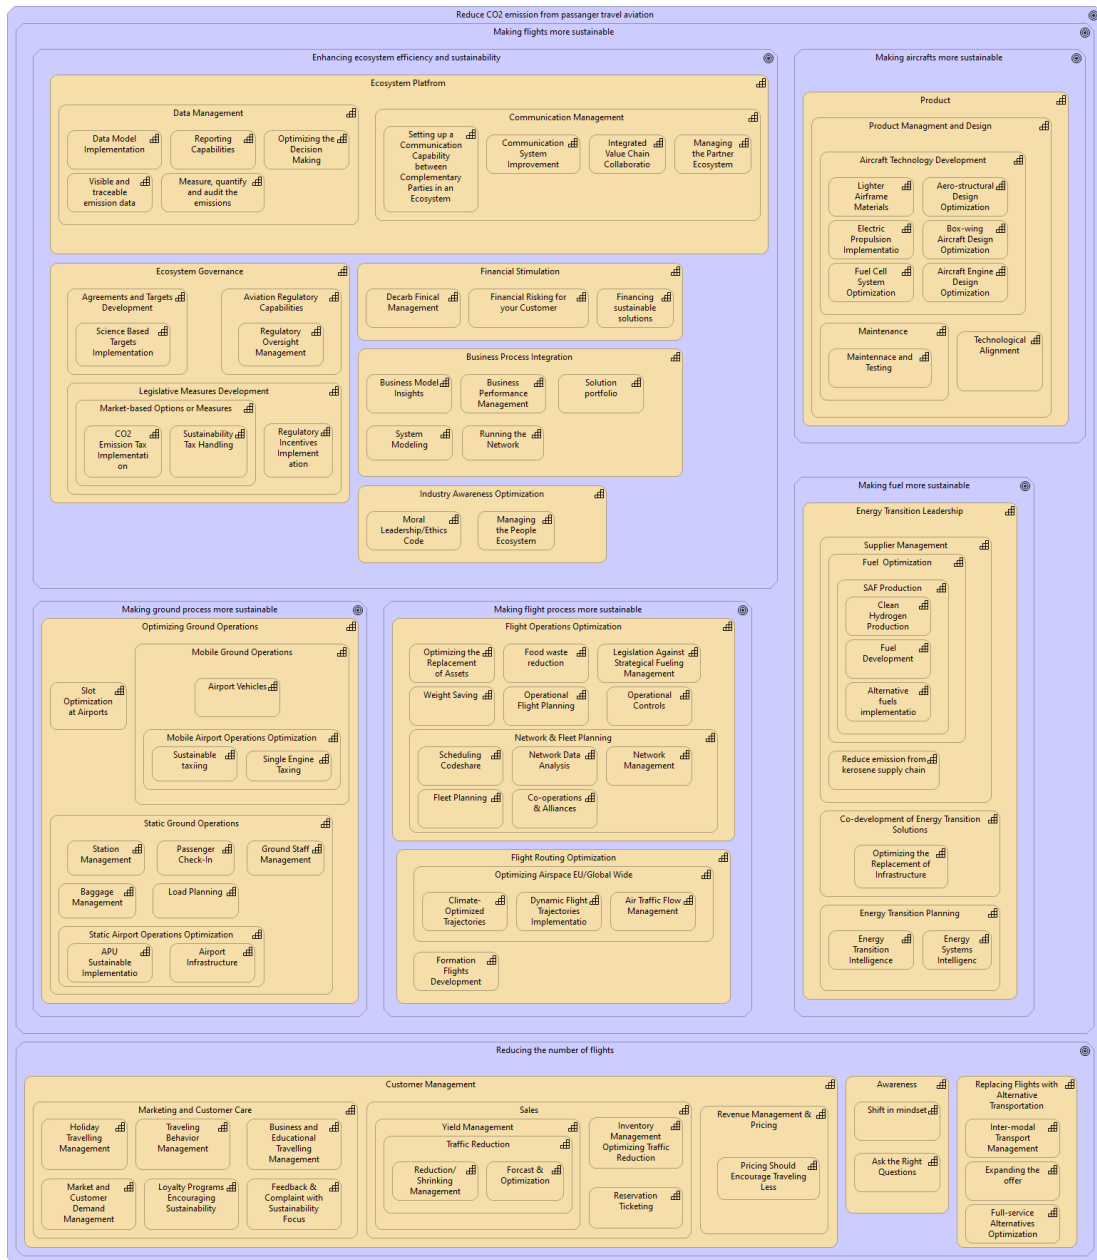 Reduce CO2 emission from passanger travel aviation
Making flights more sustainable
Enhancing ecosystem efficiency and sustainability
Ecosystem Platfrom
Data Management
Data Model
Implementation
Reporting
Capabilities
Optimizing the
Decision
Making
Visible and
traceable
emission data
Measure, quantify
and audit the
emissions
Communication Management
Setting up a
Communication
Capability
between
Complementary
Parties in an
Ecosystem
Communication
System
Improvement
Integrated
Value Chain
Collaboratio
Managing
the Partner
Ecosystem
Ecosystem Governance
Agreements and Targets
Development
Science Based
Targets
Implementation
Aviation Regulatory
Capabilities
Regulatory
Oversight
Management
Legislative Measures Development
Market-based Options or Measures
CO2
Emission Tax
Implementati
on
Sustainability
Tax Handling
Regulatory
Incentives
Implement
ation
Financial Stimulation
Decarb Finical
Management
Financial Risking for
your Customer
Financing
sustainable
solutions
Business Process Integration
Business Model
Insights
Business
Performance
Management
Solution
portfolio
System
Modeling
Running the
Network
Industry Awareness Optimization
Moral
Leadership/Ethics
Code
Managing
the People
Ecosystem
Making aircrafts more sustainable
Product
Product Managment and Design
Aircraft Technology Development
Lighter
Airframe
Materials
Aero-structural
Design
Optimization
Electric
Propulsion
Implementatio
Box-wing
Aircraft Design
Optimization
Fuel Cell
System
Optimization
Aircraft Engine
Design
Optimization
Maintenance
Maintennace and
Testing
Technological
Alignment
Making fuel more sustainable
Energy Transition Leadership
Supplier Management
Fuel  Optimization
SAF Production
Clean
Hydrogen
Production
Fuel
Development
Alternative
fuels
implementatio
Reduce emission from
kerosene supply chain
Co-development of Energy Transition
Solutions
Optimizing the
Replacement of
Infrastructure
Energy Transition Planning
Energy
Transition
Intelligence
Energy
Systems
Intelligenc
Making ground process more sustainable
Optimizing Ground Operations
Slot
Optimization
at Airports
Mobile Ground Operations
Airport Vehicles
Mobile Airport Operations Optimization
Sustainable
taxiing
Single Engine
Taxing
Static Ground Operations
Station
Management
Passenger
Check-In
Ground Staff
Management
Baggage
Management
Load Planning
Static Airport Operations Optimization
APU
Sustainable
Implementatio
Airport
Infrastructure
Making flight process more sustainable
Flight Operations Optimization
Optimizing the
Replacement
of Assets
Food waste
reduction
Legislation Against
Strategical Fueling
Management
Weight Saving
Operational
Flight Planning
Operational
Controls
Network & Fleet Planning
Scheduling
Codeshare
Network Data
Analysis
Network
Management
Fleet Planning
Co-operations
& Alliances
Flight Routing Optimization
Optimizing Airspace EU/Global Wide
Climate-
Optimized
Trajectories
Dynamic Flight
Trajectories
Implementatio
Air Traffic Flow
Management
Formation
Flights
Development
Reducing the number of flights
Customer Management
Marketing and Customer Care
Holiday
Travelling
Management
Traveling
Behavior
Management
Business and
Educational
Travelling
Management
Market and
Customer
Demand
Management
Loyalty Programs
Encouraging
Sustainability
Feedback &
Complaint with
Sustainability
Focus
Sales
Yield Management
Traffic Reduction
Reduction/
Shrinking
Management
Forcast &
Optimization
Inventory
Management
Optimizing Traffic
Reduction
Reservation
Ticketing
Revenue Management &
Pricing
Pricing Should
Encourage Traveling
Less
Awareness
Shift in mindset
Ask the Right
Questions
Replacing Flights with
Alternative
Transportation
Inter-modal
Transport
Management
Expanding the
offer
Full-service
Alternatives
Optimization